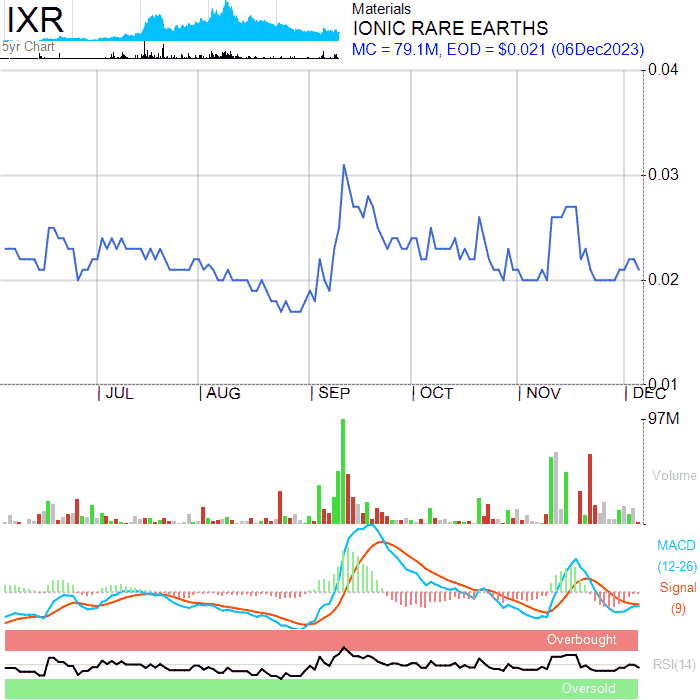 IXR
5yr Chart
Materials
IONIC RARE EARTHS
MC = 79.1M, EOD = $0.021 (06Dec2023)
0.04
0.03
0.02
0.01
JUL
AUG
SEP
OCT
NOV
DEC
97M
Volume
MACD
(12-26)
Signal
(9)
Overbought
RSI(14)
Oversold